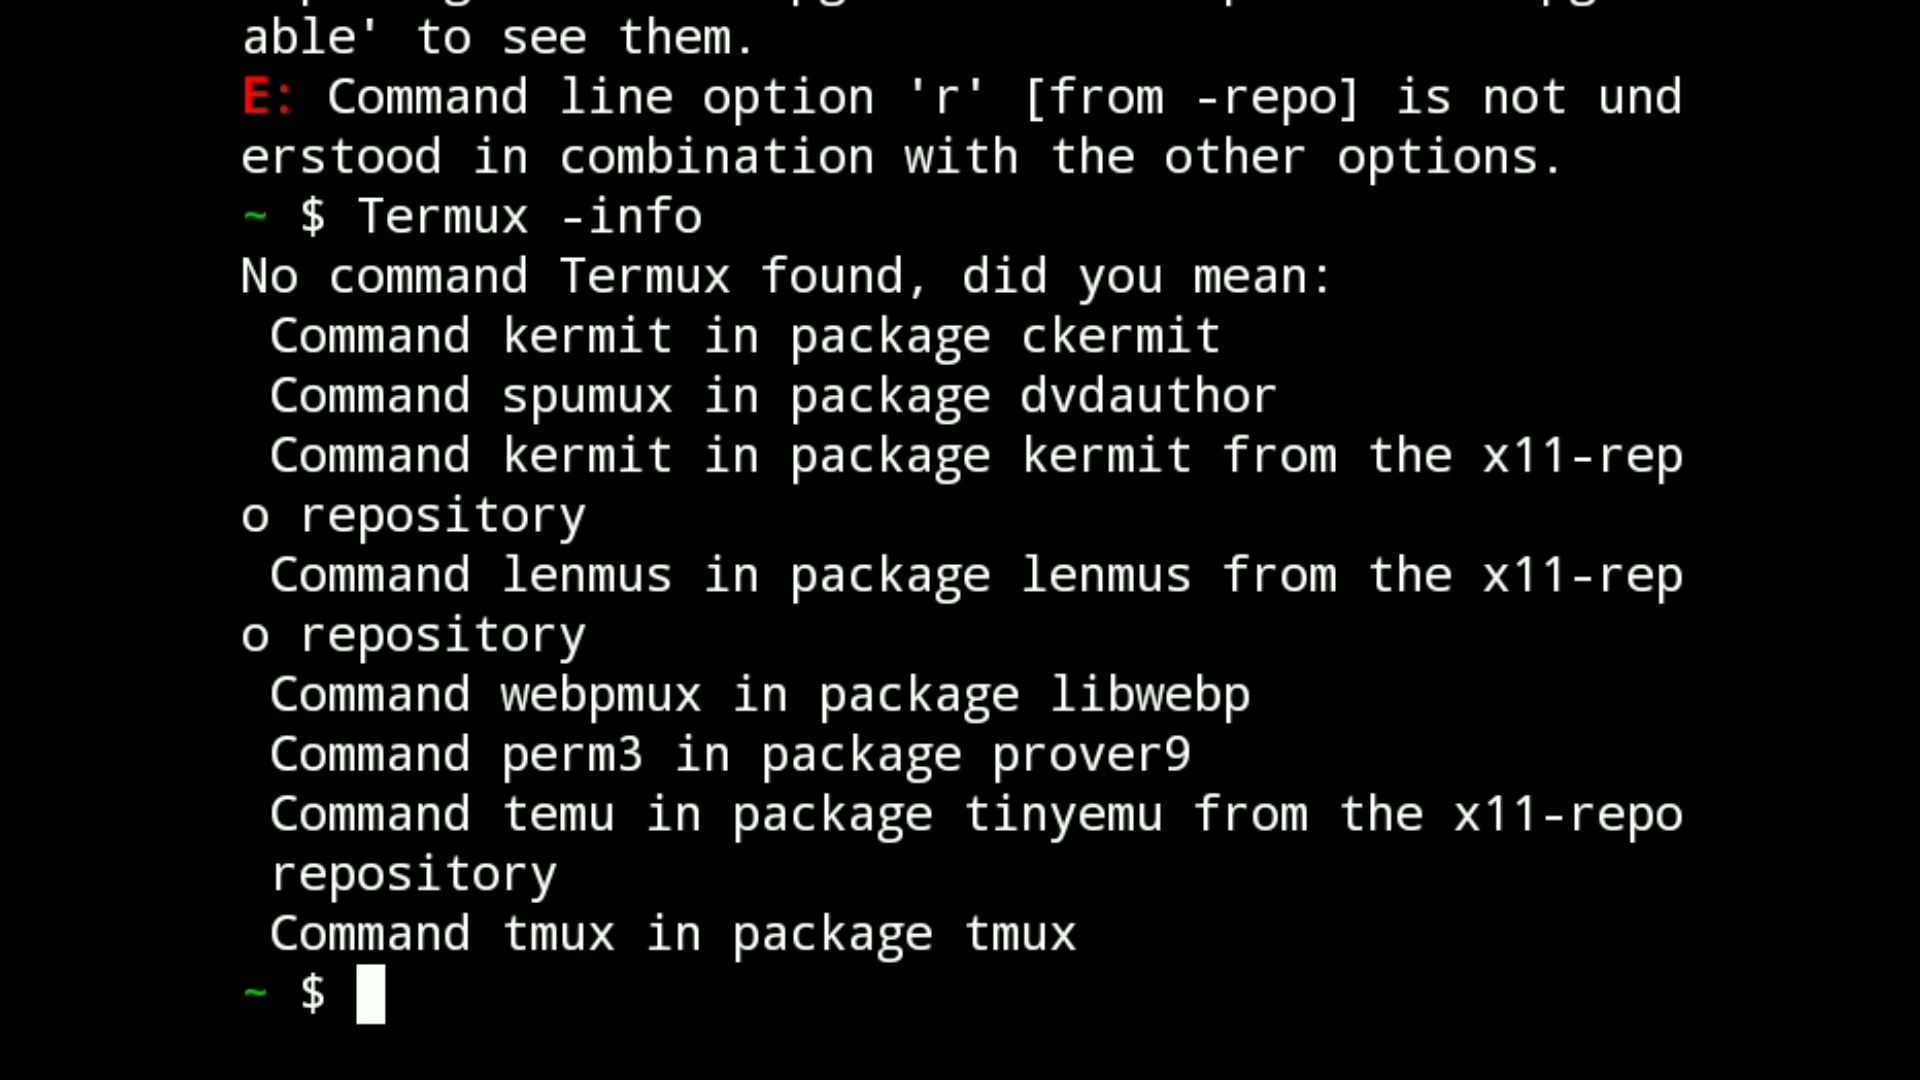 able' to see them.
E: Command line option 'r' [from -repo] is not und
erstood in combination with the other options.
~ $ Termux -info
No command Termux found, did you mean:
 Command kermit in package ckermit
 Command spumux in package dvdauthor
 Command kermit in package kermit from the x11-rep
o repository
 Command lenmus in package lenmus from the x11-rep
o repository
 Command webpmux in package libwebp
 Command perm3 in package prover9
 Command temu in package tinyemu from the x11-repo
 repository
 Command tmux in package tmux
~ $